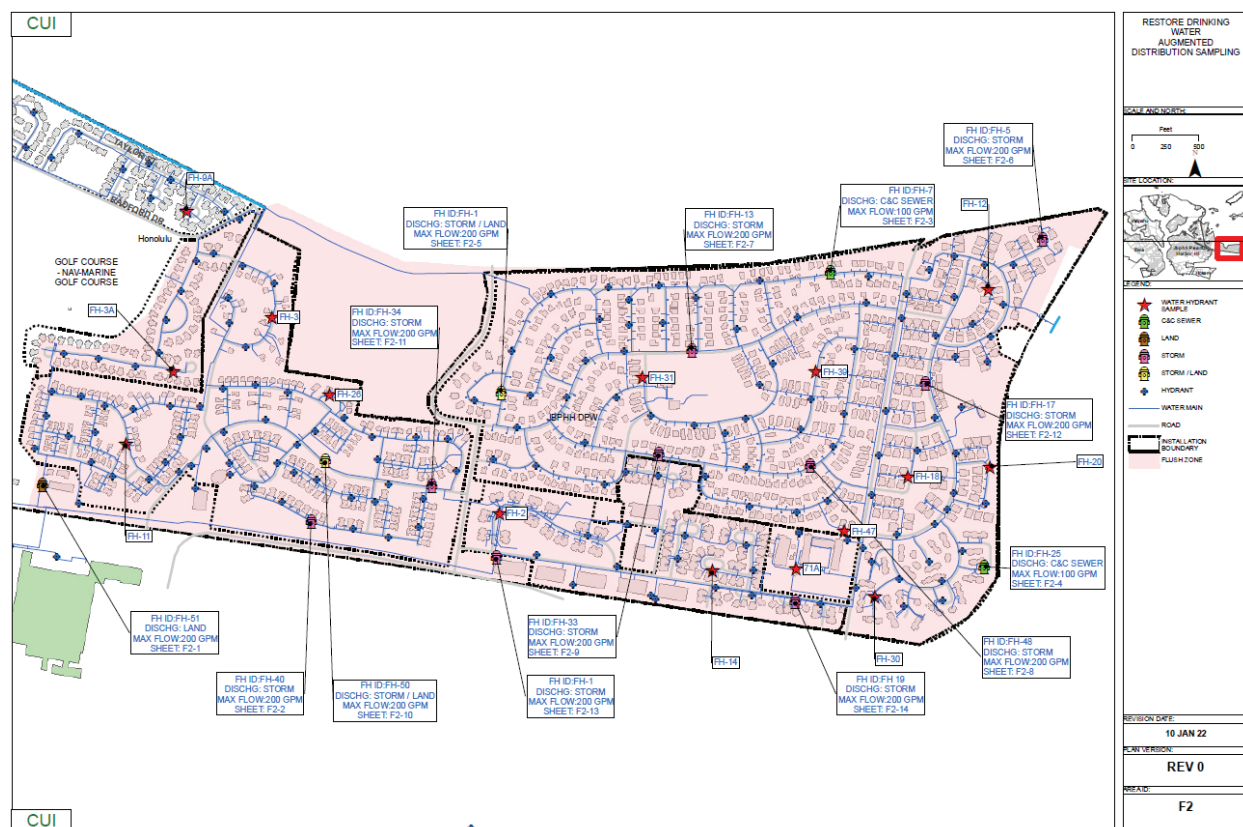 CUI
TAYLOR ST
RADFORD DR
FH-9A
Honolulu
GOLF COURSE
- NAV-MARINE
GOLF COURSE
FH-3A
FH-3
FH ID:FH-34
DISCHG: STORM
MAX FLOW:200 GPM
SHEET: F2-11
FH-26
FH ID:FH-1
DISCHG: STORM / LAND
MAX FLOW:200 GPM
SHEET: F2-5
FH ID:FH-13
DISCHG: STORM
MAX FLOW:200 GPM
SHEET: F2-7
FH ID:FH-7
DISCHG: C&C SEWER
MAX FLOW:100 GPM
SHEET: F2-3
FH ID:FH-5
DISCHG: STORM
MAX FLOW:200 GPM
SHEET: F2-6
FH-12
FH-31
FH-39
JBPHH DPW
FH ID:FH-17
DISCHG: STORM
MAX FLOW:200 GPM
SHEET: F2-12
FH-20
FH-18
FH-47
FH-2
71A
FH-11
FH ID:FH-25
DISCHG: C&C SEWER
MAX FLOW:100 GPM
SHEET: F2-4
FH ID:FH-51
DISCHG: LAND
MAX FLOW:200 GPM
SHEET: F2-1
FH ID:FH-40
DISCHG: STORM
MAX FLOW:200 GPM
SHEET: F2-2
FH ID:FH-50
DISCHG: STORM / LAND
MAX FLOW:200 GPM
SHEET: F2-10
FH ID:FH-33
DISCHG: STORM
MAX FLOW:200 GPM
SHEET: F2-9
FH ID:FH-1
DISCHG: STORM
MAX FLOW:200 GPM
SHEET: F2-13
FH-14
FH-30
FH ID:FH 19
DISCHG: STORM
MAX FLOW:200 GPM
SHEET: F2-14
FH ID:FH-48
DISCHG: STORM
MAX FLOW:200 GPM
SHEET: F2-8
CUI
RESTORE DRINKING
WATER
AUGMENTED
DISTRIBUTION SAMPLING
SCALE AND NORTH:
Feet
0 250 500
N
SITE LOCATION:
LEGEND:
WATER HYDRANT
SAMPLE
C&C SEWER
LAND
STORM
STORM / LAND
HYDRANT
WATER MAIN
ROAD
INSTALLATION
BOUNDARY
FLUSH ZONE
REVISION DATE:
10 JAN 22
PLAN VERSION:
REV 0
AREA ID:
F2